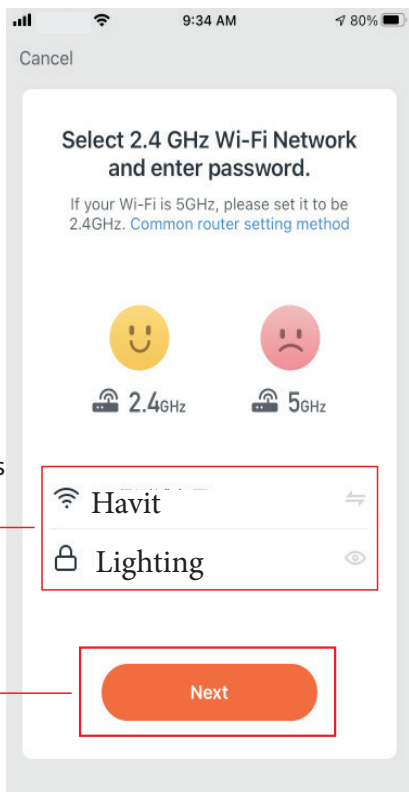 9:34 AM
80%
Cancel
Select 2.4 GHz Wi-Fi Network
and enter password.
If your Wi-Fi is 5GHz, please set it to be
2.4GHz. Common router setting method
2.4GHz
5GHz
s
Havit
Lighting
Next